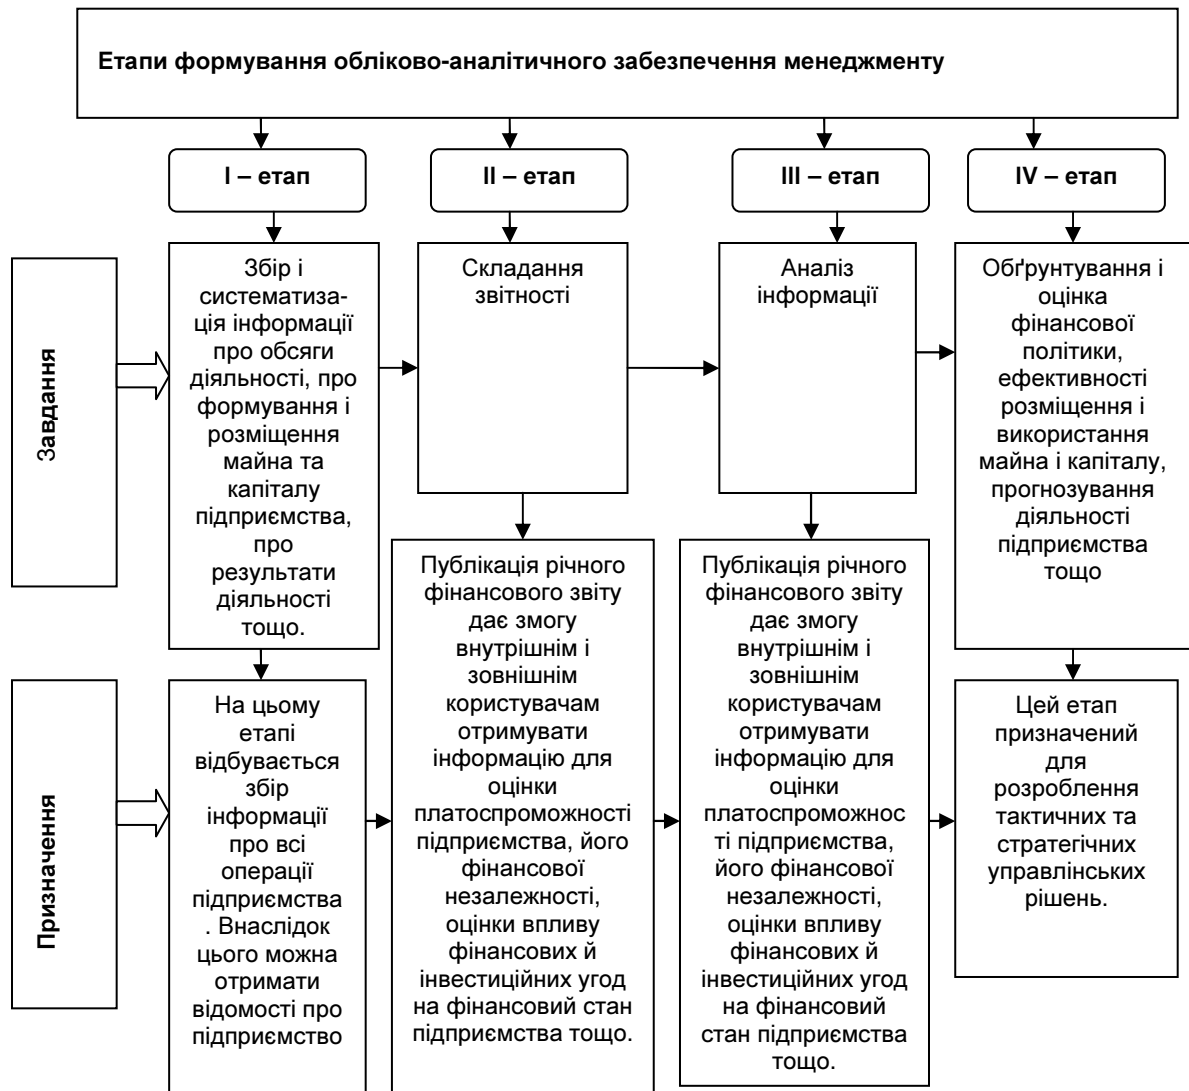 Етапи формування обліково-аналітичного забезпечення менеджменту
I – етап
II – етап
III – етап
IV – етап
Завдання
Збір і
систематиза-
ція інформації
про обсяги
діяльності, про
формування і
розміщення
майна та
капіталу
підприємства,
про
результати
діяльності
тощо.
Складання
звітності
Аналіз
інформації
Обґрунтування і
оцінка
фінансової
політики,
ефективності
розміщення і
використання
майна і капіталу,
прогнозування
діяльності
підприємства
тощо
Призначення
На цьому
етапі
відбувається
збір
інформації
про всі
операції
підприємства
. Внаслідок
цього можна
отримати
відомості про
підприємство
Публікація річного
фінансового звіту
дає змогу
внутрішнім і
зовнішнім
користувачам
отримувати
інформацію для
оцінки
платоспроможності
підприємства, його
фінансової
незалежності,
оцінки впливу
фінансових й
інвестиційних угод
на фінансовий стан
підприємства тощо.
Публікація річного
фінансового звіту
дає змогу
внутрішнім і
зовнішнім
користувачам
отримувати
інформацію для
оцінки
платоспроможнос
ті підприємства,
його фінансової
незалежності,
оцінки впливу
фінансових й
інвестиційних угод
на фінансовий
стан підприємства
тощо.
Цей етап
призначений
для
розроблення
тактичних та
стратегічних
управлінських
рішень.